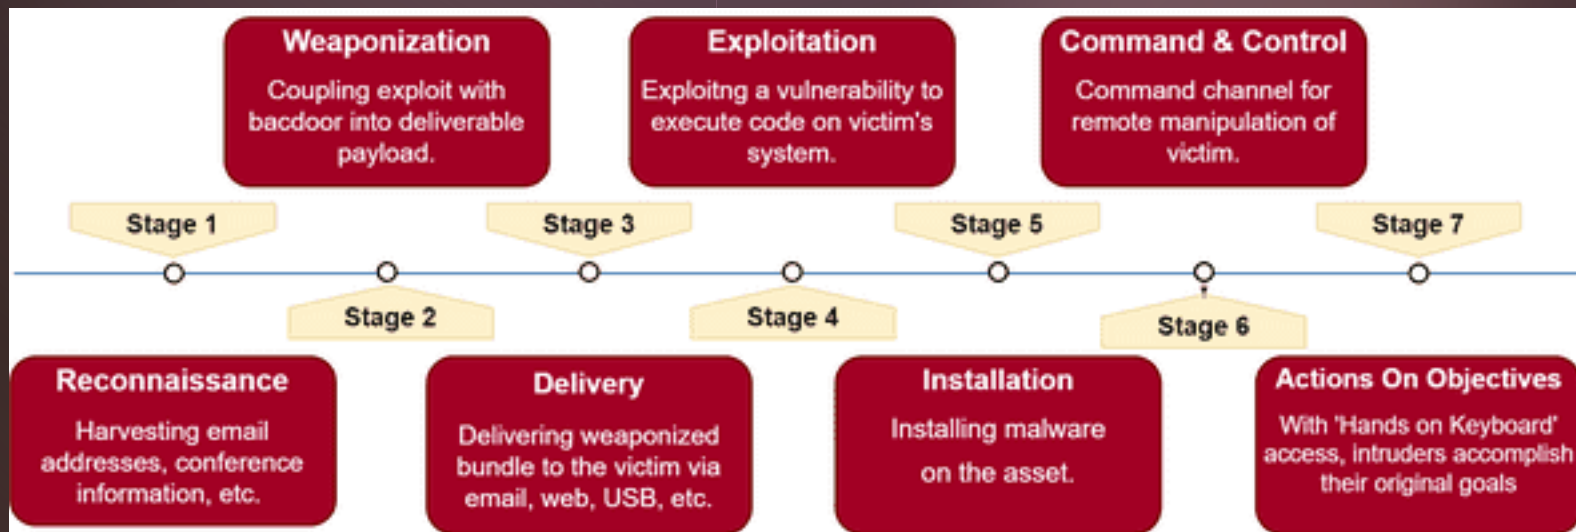 Weaponization
Coupling exploit with
bacdoor into deliverable
payload.
Exploitation
Exploitng a vulnerability to
execute code on victim's
system.
Command & Control
Command channel for
remote manipulation of
victim.
Stage 1
Stage 3
Stage 5
Stage 7
Stage 2
Stage 4
Stage 6
Reconnaissance
Harvesting email
addresses, conference
information, etc.
Delivery
Delivering weaponized
bundle to the victim via
email, web, USB, etc.
Installation
Installing malware
on the asset.
Actions On Objectives
With 'Hands on Keyboard'
access, intruders accomplish
their original goals